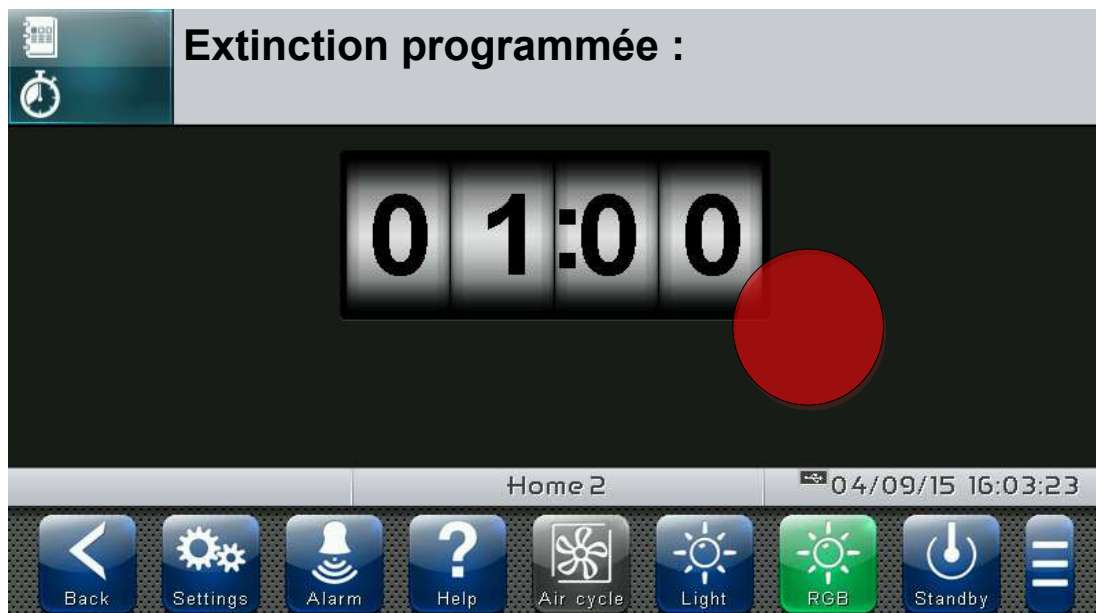 Extinction programmée :
01:00
Home 2
04/09/15 16:03:23
Back
Settings
Alarm
Help
Air cycle
Light
RGB
Standby